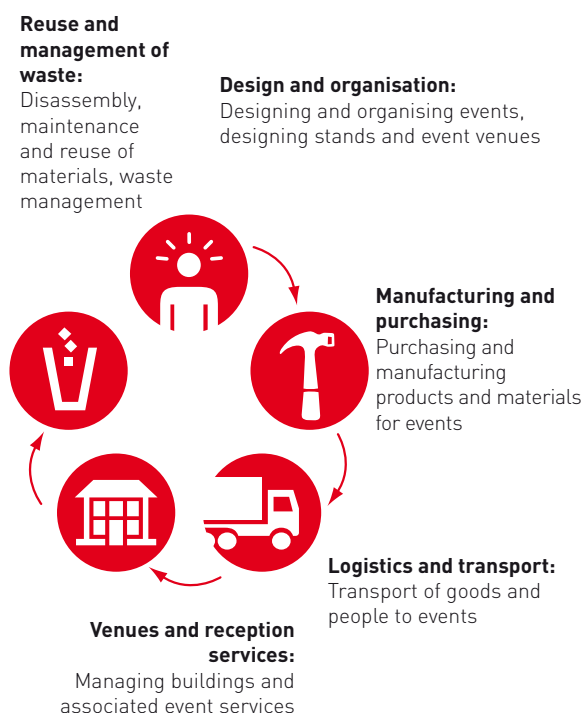 Reuse and
management of
waste:
Disassembly,
maintenance
and reuse of
materials, waste
management
Design and organisation:
Designing and organising events,
designing stands and event venues
Manufacturing and
purchasing:
Purchasing and
manufacturing
products and materials
for events
Logistics and transport:
Transport of goods and
people to events
Venues and reception
services:
Managing buildings and
associated event services